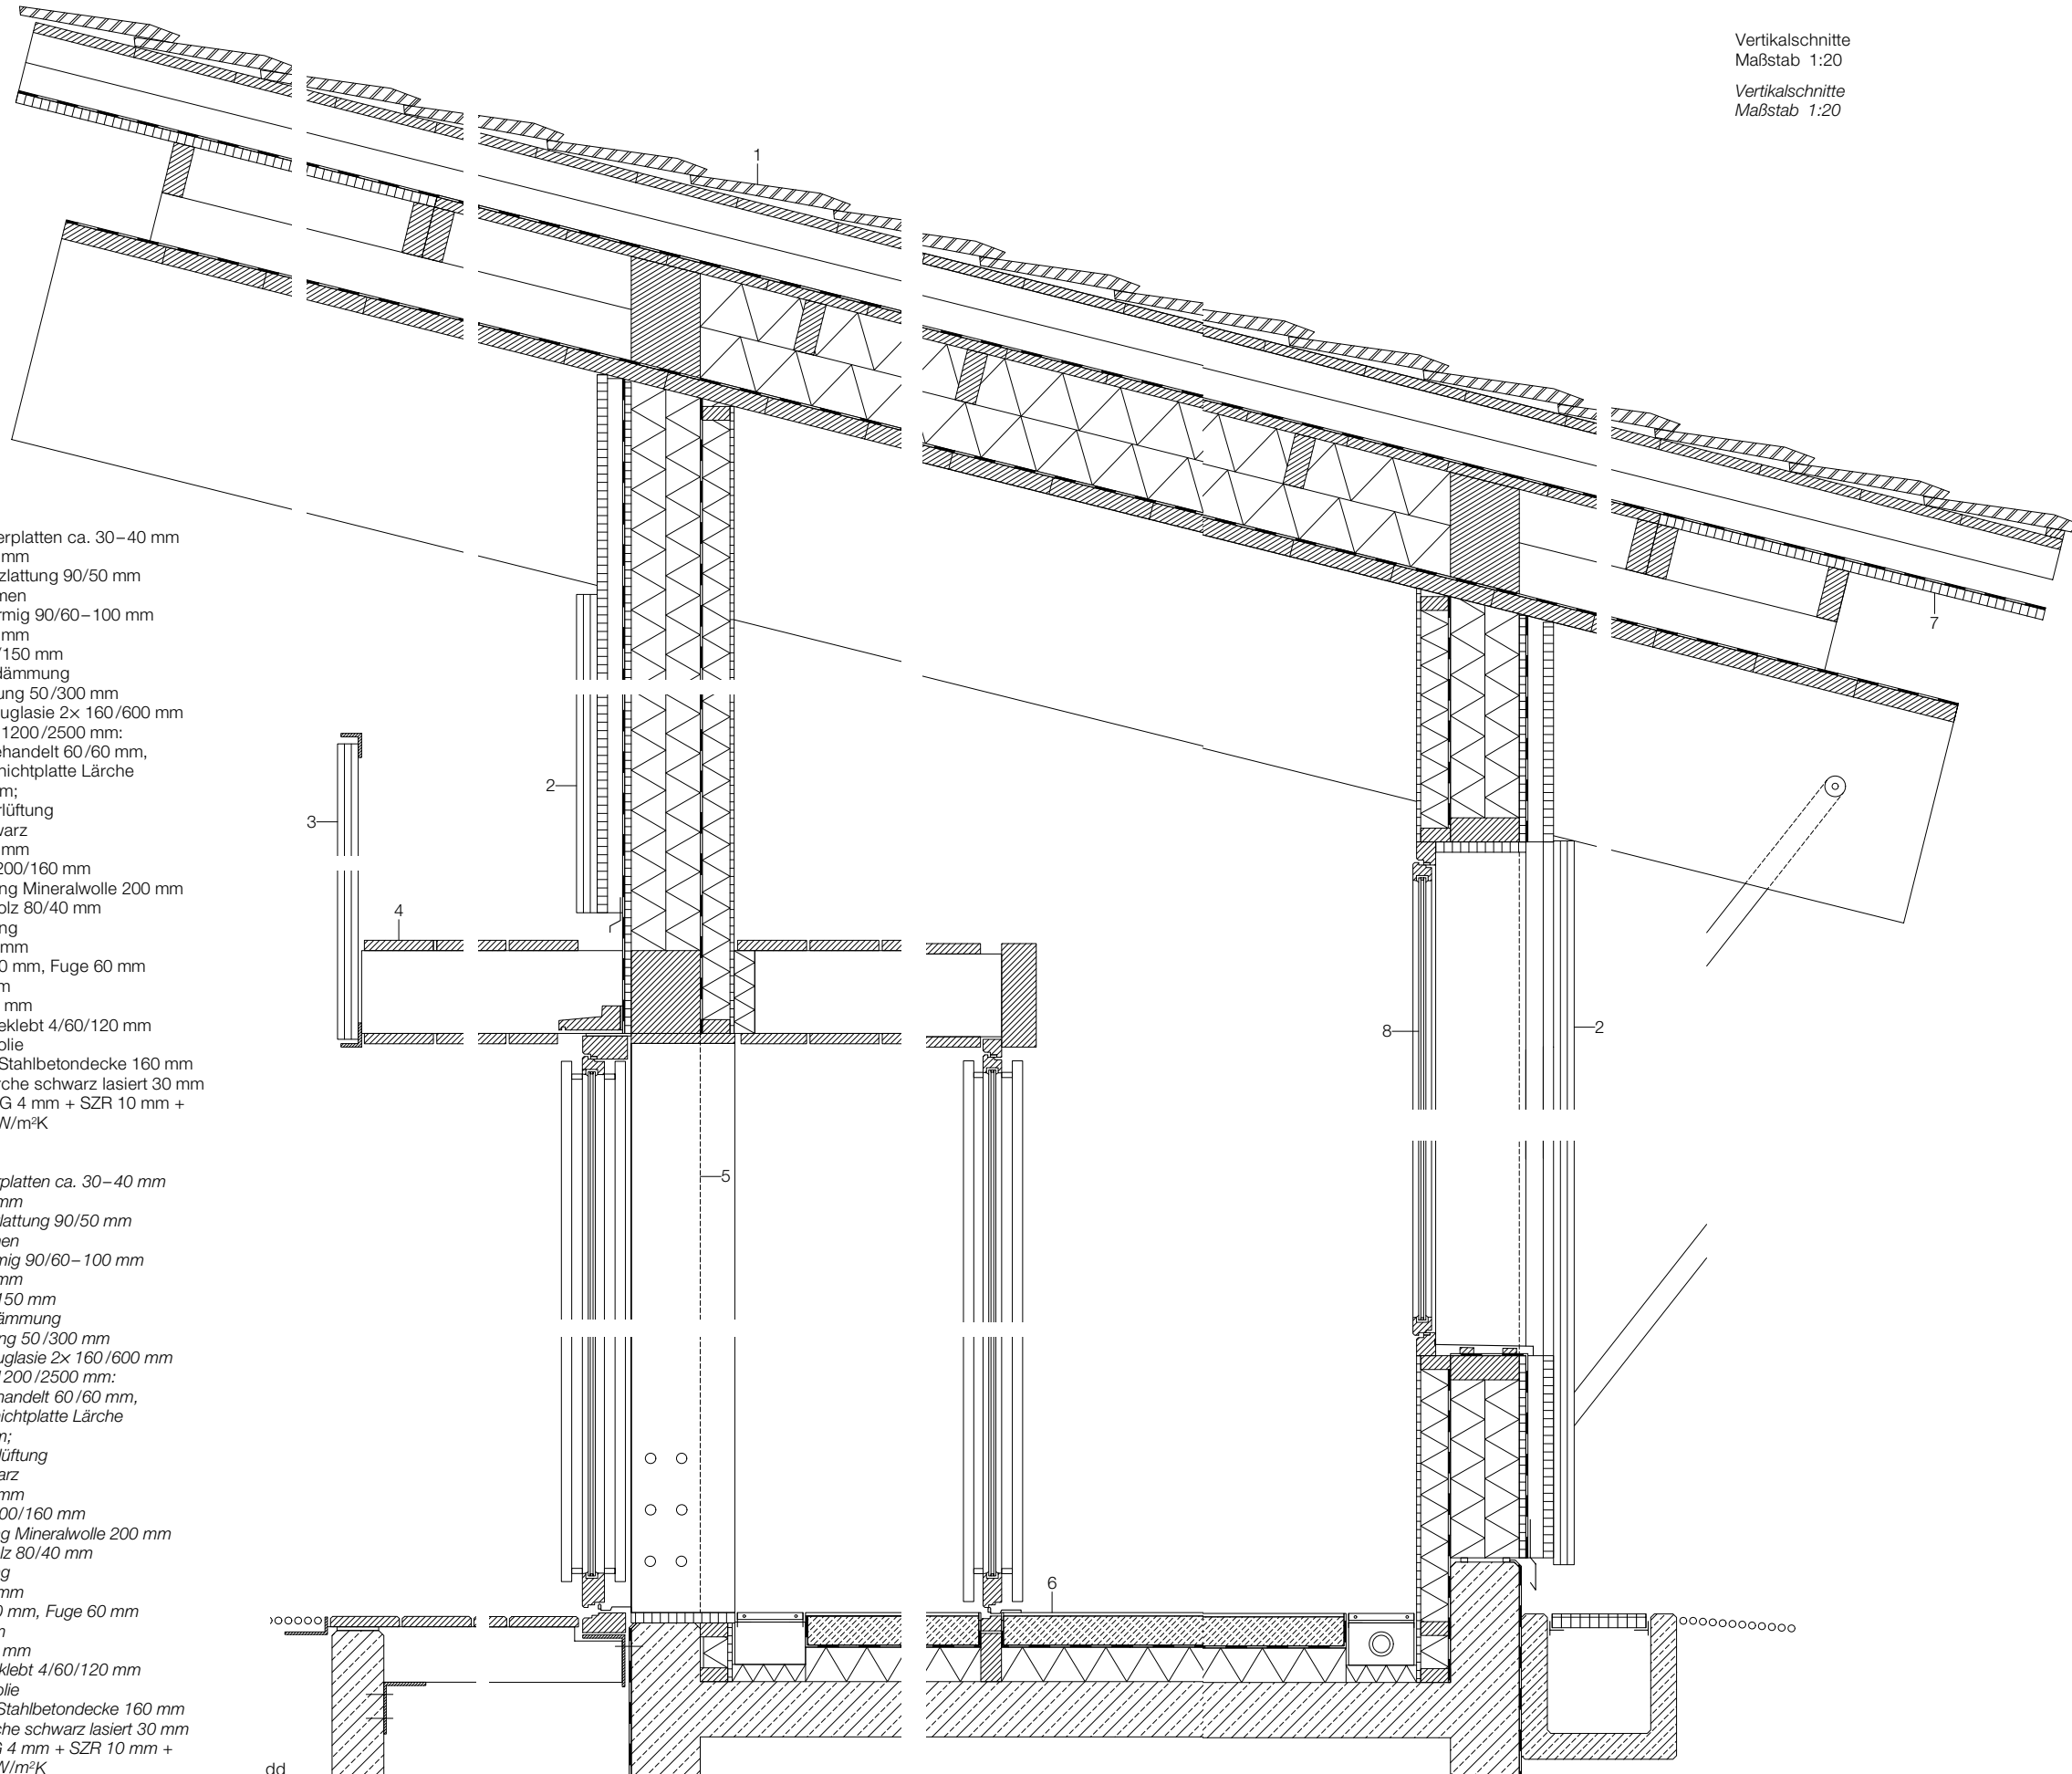 Vertikalschnitte
Maßstab 1:20
Vertikalschnitte
Maßstab 1:20
1
7
erplatten ca. 30–40 mm
mm
zlattung 90/50 mm
men
rmig 90/60–100 mm
mm
/150 mm
dämmung
ung 50/300 mm
uglasie 2× 160/600 mm
1200/2500 mm:
ehandelt 60/60 mm,
hichtplatte Lärche
m;
rlüftung
warz
mm
200/160 mm
ng Mineralwolle 200 mm
olz 80/40 mm
ng
mm
0 mm, Fuge 60 mm
m
mm
eklebt 4/60/120 mm
olie
Stahlbetondecke 160 mm
rche schwarz lasiert 30 mm
G 4 mm + SZR 10 mm +
W/m²K
2
3
4
8
2
5
6
rplatten ca. 30–40 mm
mm
lattung 90/50 mm
en
mig 90/60–100 mm
mm
150 mm
ämmung
ng 50/300 mm
uglasie 2× 160/600 mm
1200/2500 mm:
handelt 60/60 mm,
ichtplatte Lärche
m;
lüftung
arz
mm
00/160 mm
g Mineralwolle 200 mm
lz 80/40 mm
g
mm
0 mm, Fuge 60 mm
m
mm
klebt 4/60/120 mm
olie
Stahlbetondecke 160 mm
che schwarz lasiert 30 mm
G 4 mm + SZR 10 mm +
W/m²K
dd